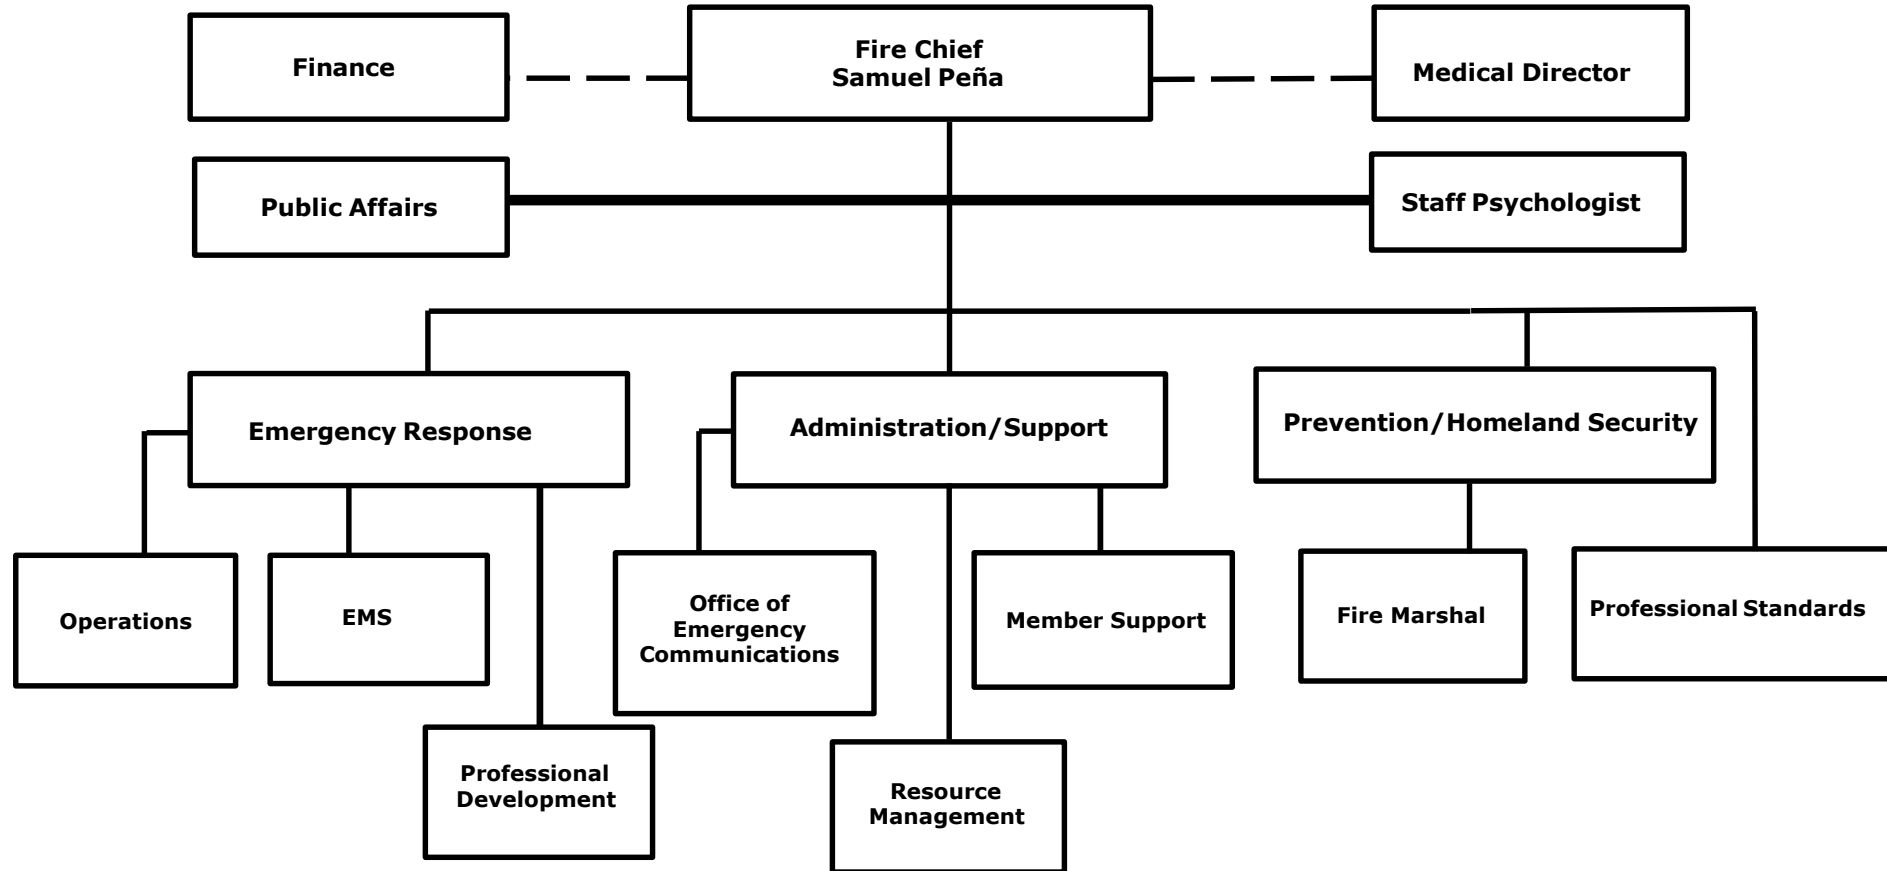 Finance
Fire Chief
Samuel Peña
Medical Director
Public Affairs
Staff Psychologist
Emergency Response
Administration/Support
Prevention/Homeland Security
Operations
EMS
Office of
Emergency
Communications
Member Support
Fire Marshal
Professional Standards
Professional
Development
Resource
Management